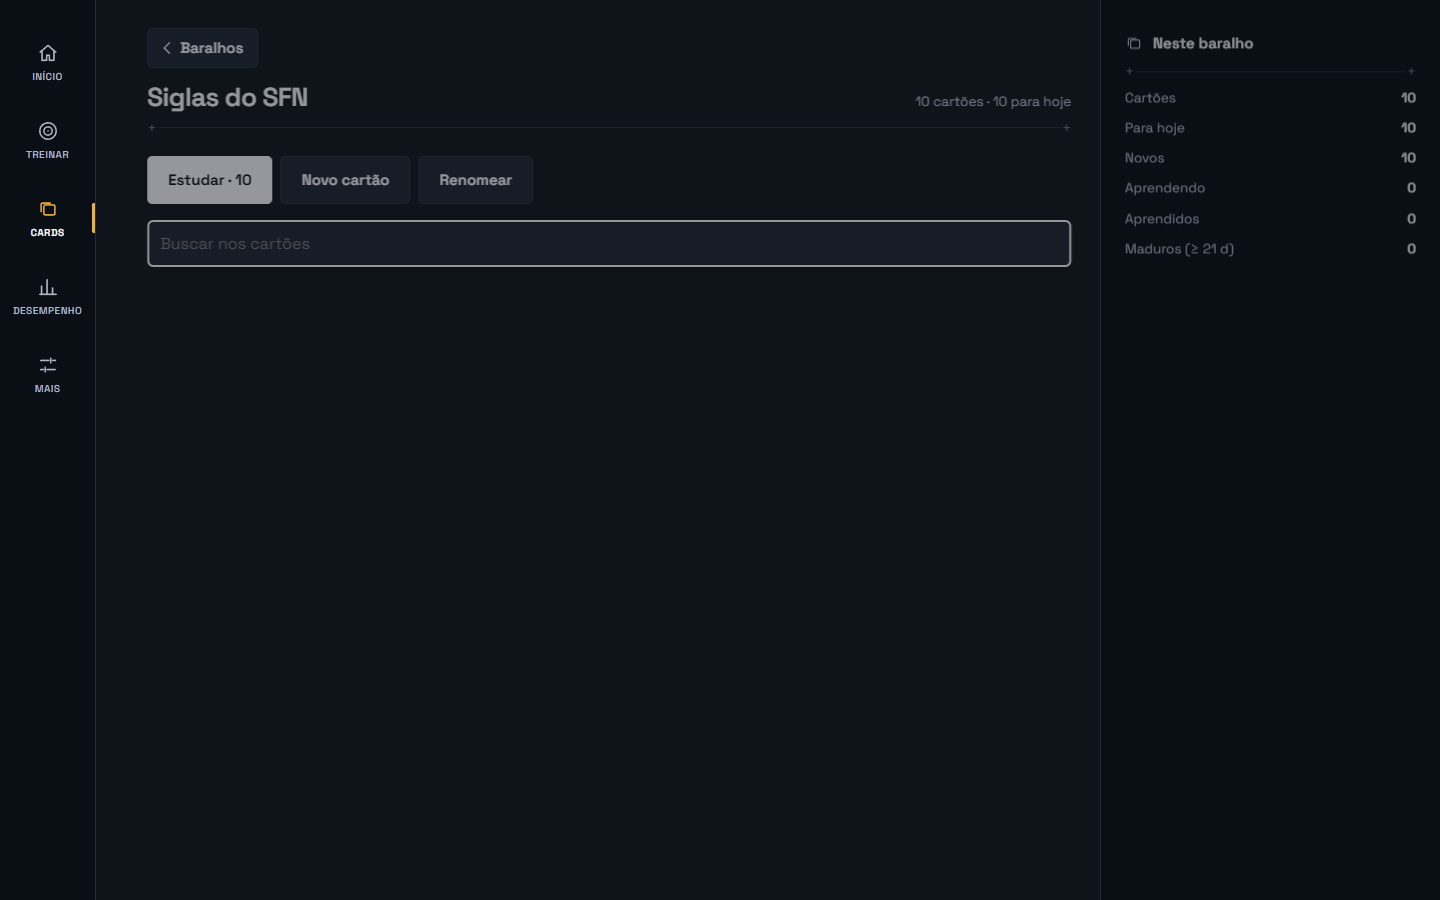 INÍCIO
TREINAR
CARDS
DESEMPENHO
MAIS
Baralhos
Siglas do SFN
10 cartões · 10 para hoje
Estudar · 10
Novo cartão
Renomear
Buscar nos cartões
Neste baralho
Cartões 10
Para hoje 10
Novos 10
Aprendendo 0
Aprendidos 0
Maduros (≥ 21 d) 0